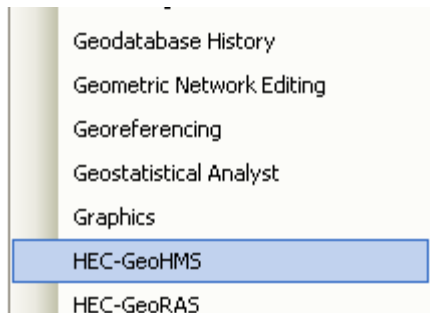 Geodatabase History
Geometric Network Editing
Georeferencing
Geostatistical Analyst
Graphics
HEC-GeoHMS
HEC-GeoRAS